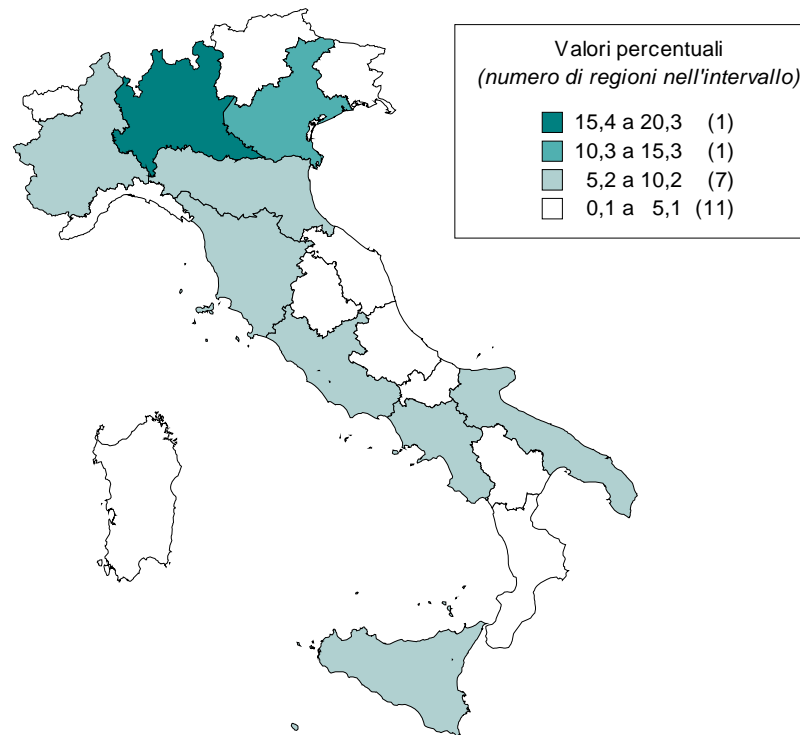 Valori percentuali
(numero di regioni nell'intervallo)
15,4 a 20,3 (1)
10,3 a 15,3 (1)
5,2 a 10,2 (7)
0,1 a 5,1 (11)